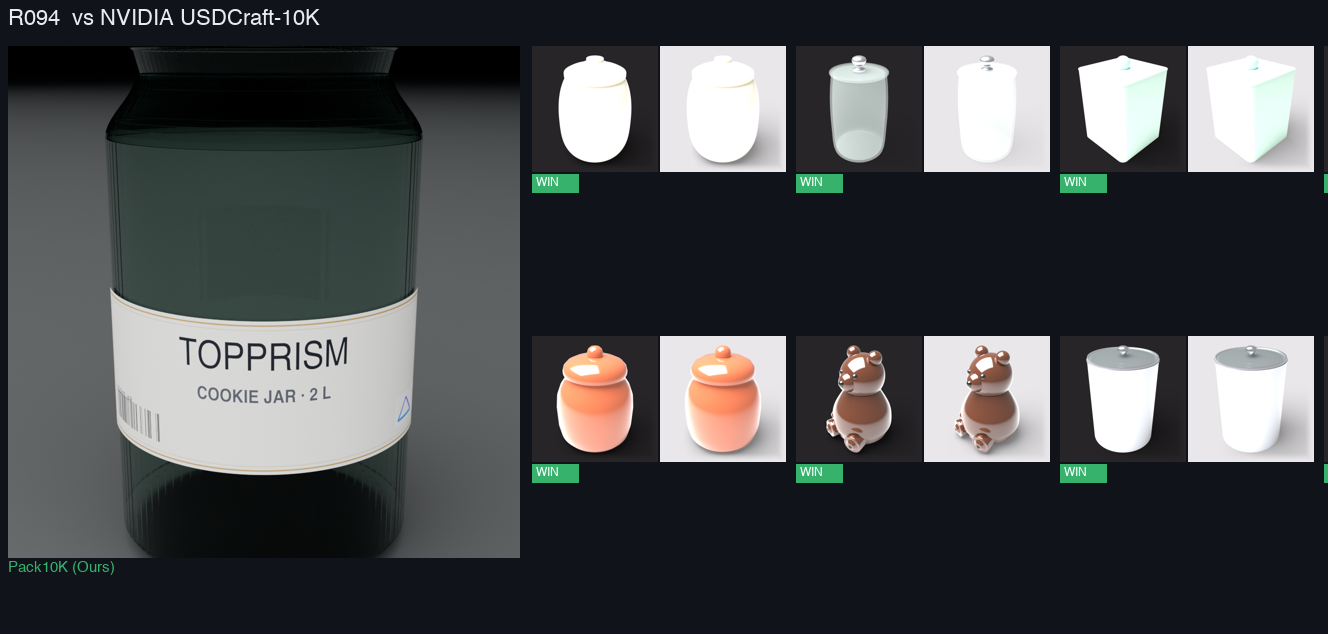 R094  vs NVIDIA USDCraft-10K
TOPPRISM
COOKIE JAR · 2 L
Pack10K (Ours)
WIN
WIN
WIN
WIN
WIN
WIN